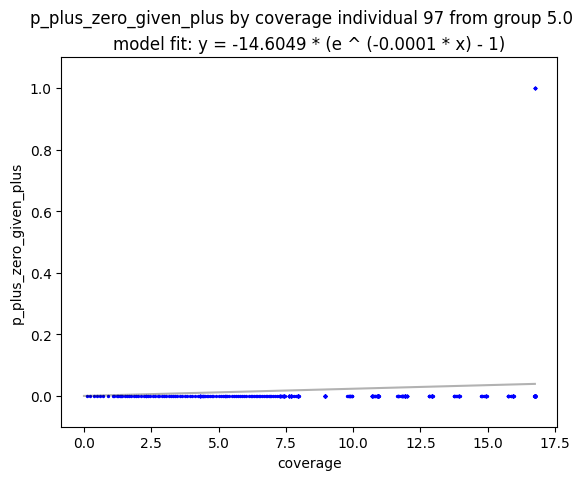 p_plus_zero_given_plus by coverage individual 97 from group 5.0
model fit: y = -14.6049 * (e ^ (-0.0001 * x) - 1)
1.0
0.8
0.6
0.4
0.2
0.0
p_plus_zero_given_plus
0.0 2.5 5.0 7.5 10.0 12.5 15.0 17.5
coverage